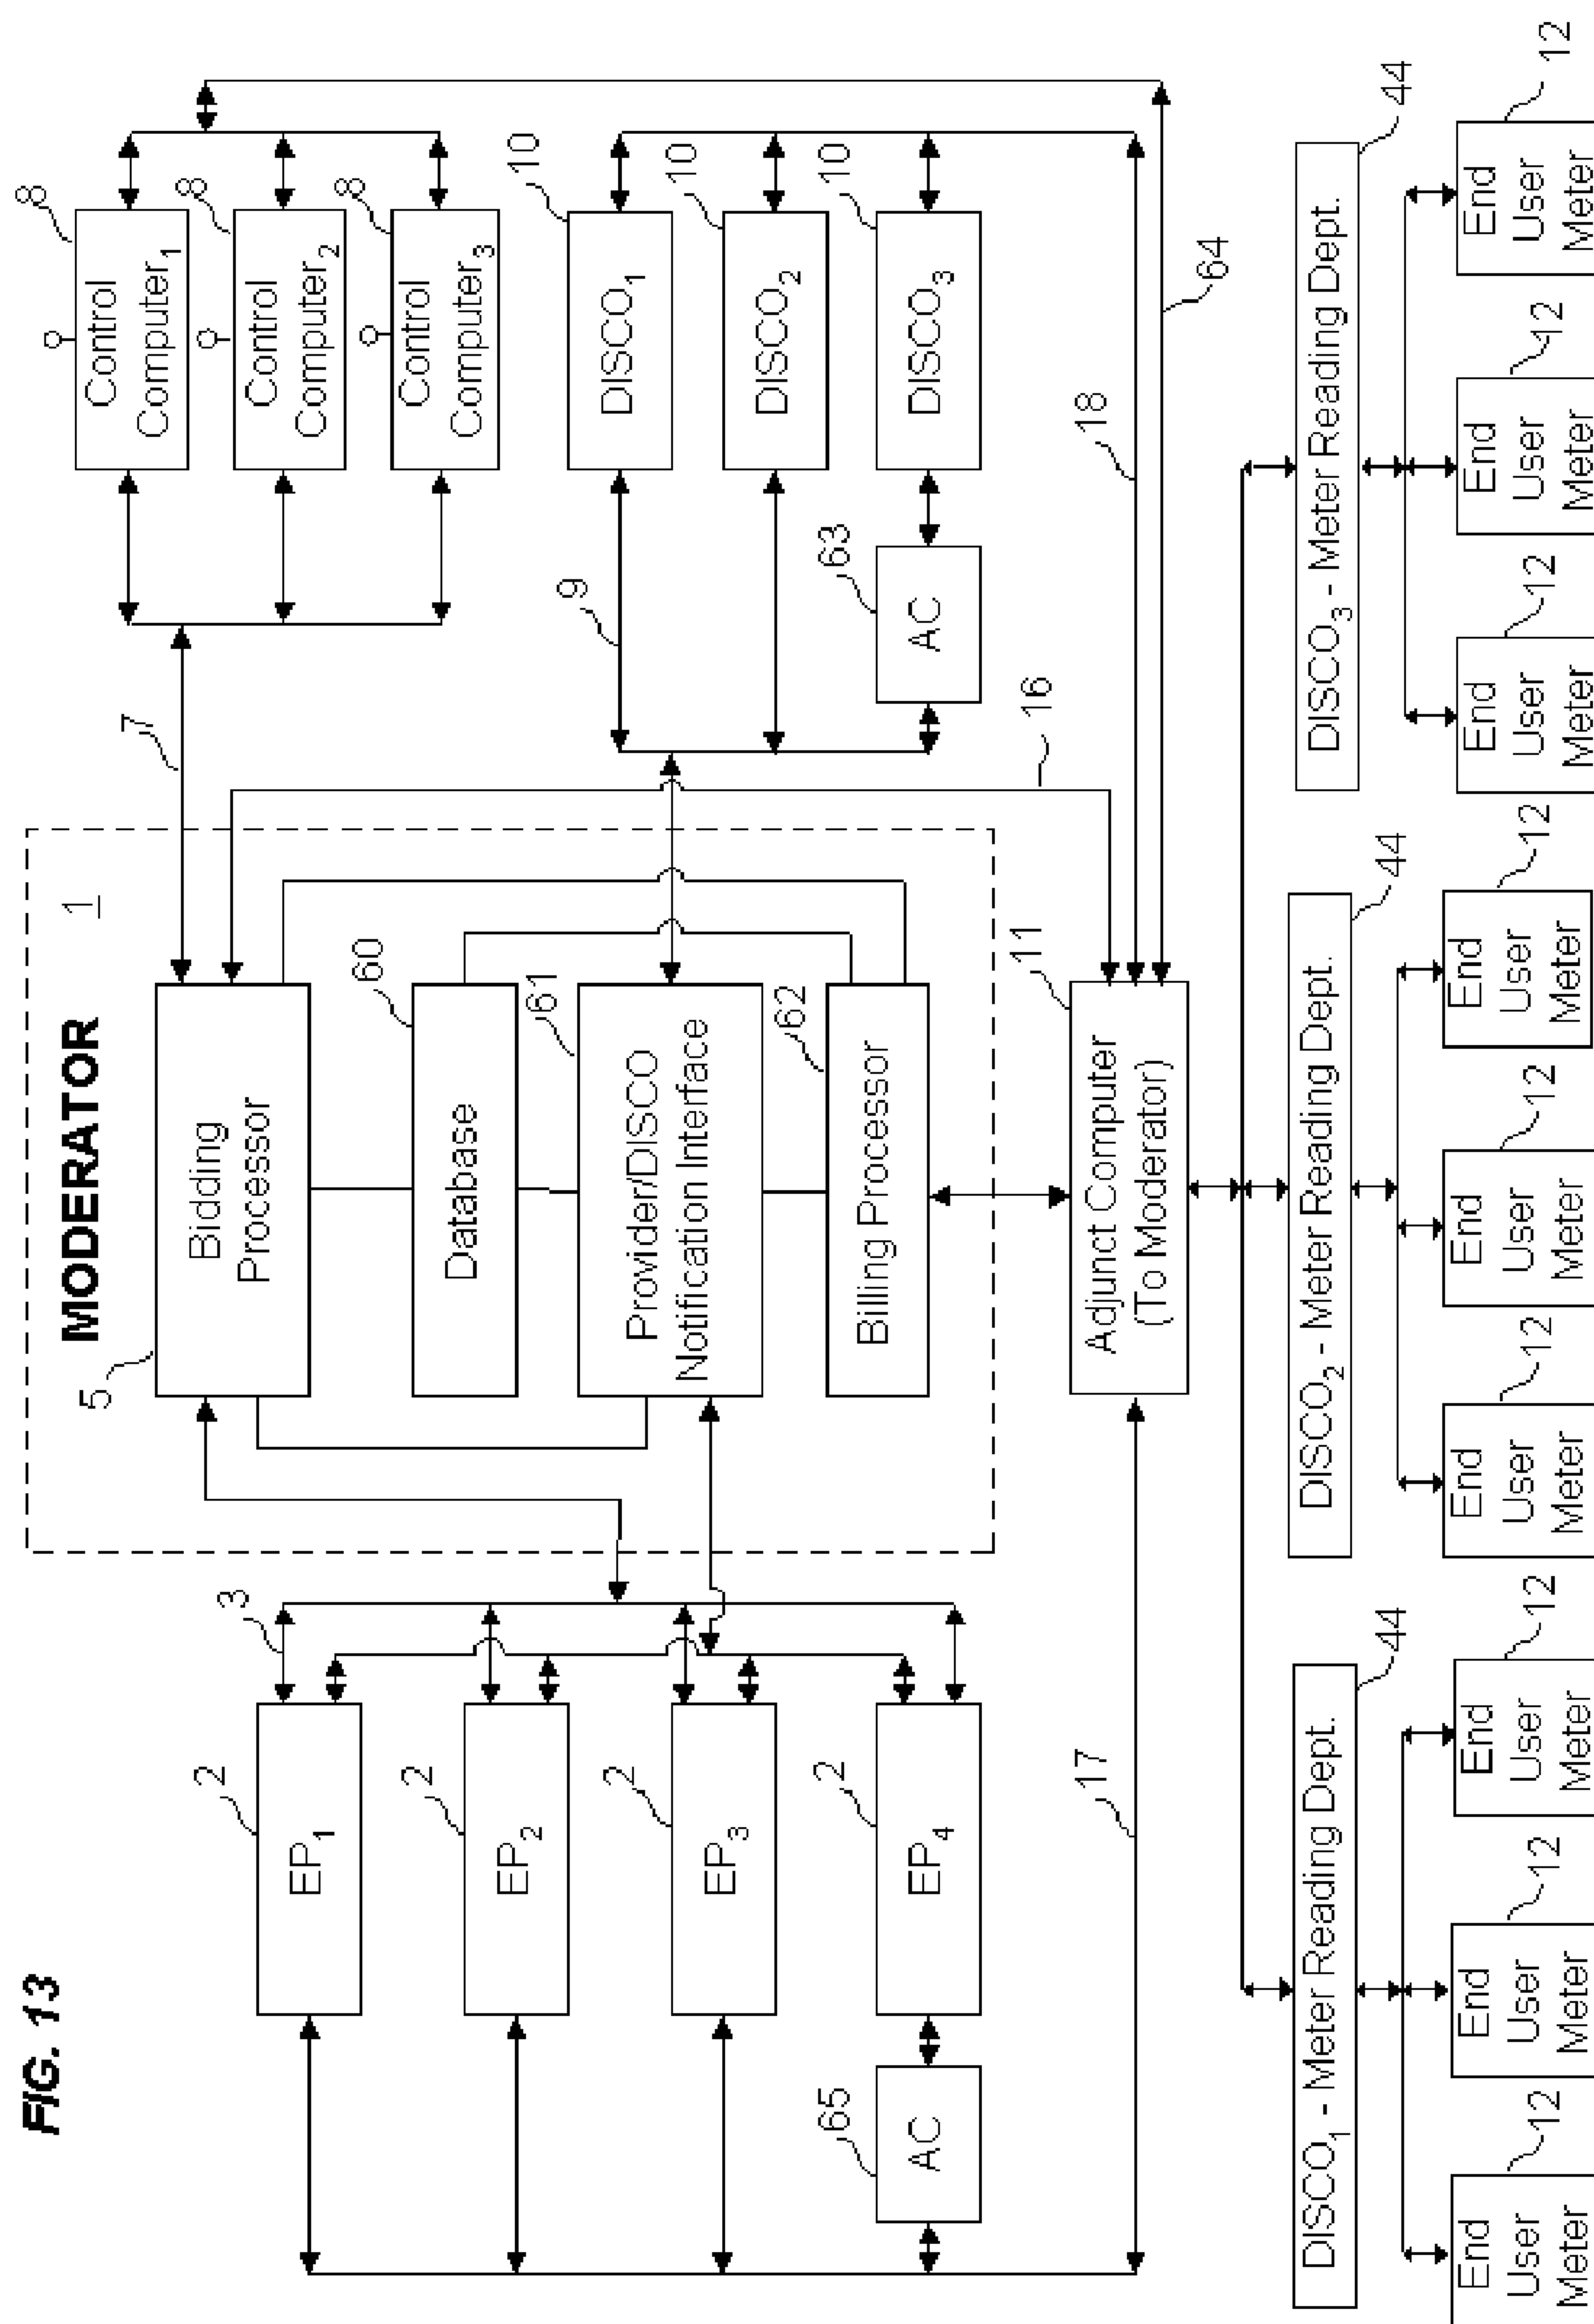 FIG. 13
MODERATOR
1
5
Bidding
Processor
60
Database
61
Provider/DISCO
Notification Interface
62
Billing Processor
3
2
EP1
2
EP2
2
EP3
2
EP4
65
AC
17
7
8
Control
Computer1
8
Control
Computer2
8
Control
Computer3
9
10
DISCO1
10
DISCO2
10
DISCO3
63
AC
16
18
64
11
Adjunct Computer
(To Moderator)
44
DISCO1 - Meter Reading Dept.
44
DISCO2 - Meter Reading Dept.
44
DISCO3 - Meter Reading Dept.
12
End
User
Meter
12
End
User
Meter
12
End
User
Meter
12
End
User
Meter
12
End
User
Meter
12
End
User
Meter
12
End
User
Meter
12
End
User
Meter
12
End
User
Meter